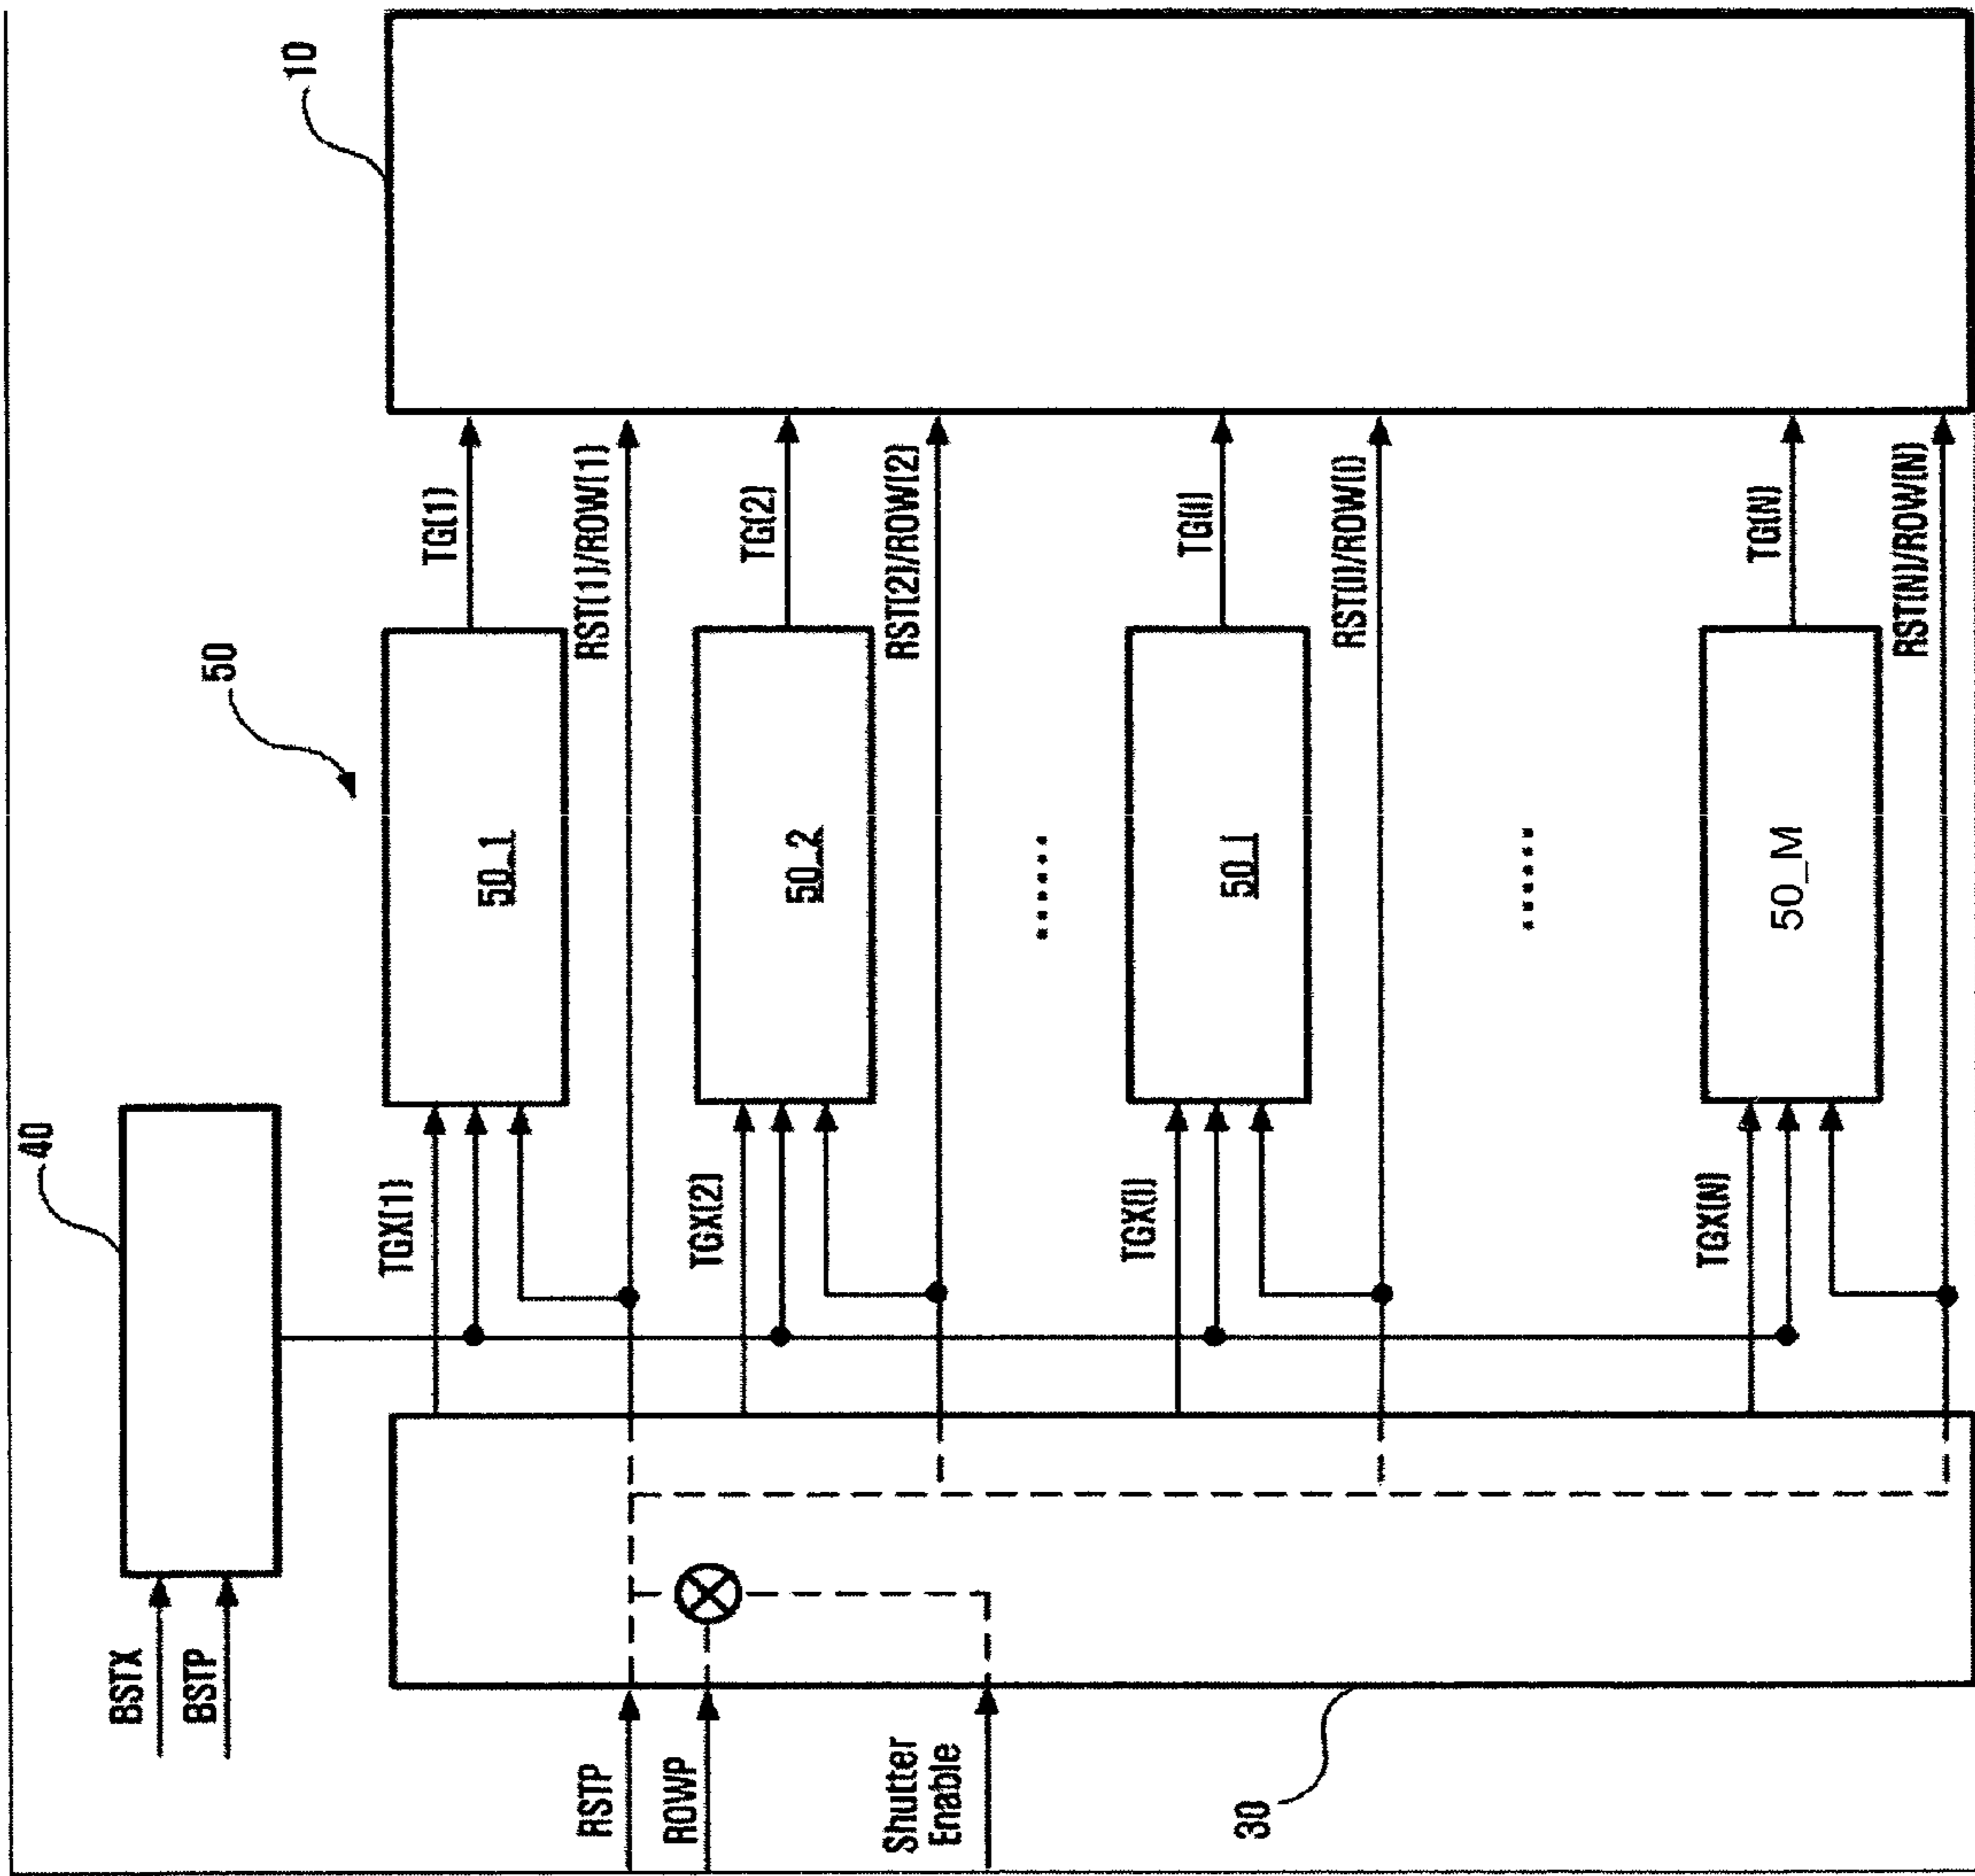 10
50
40
TG(1)
RST(1)/ROW(1)
TG(2)
RST(2)/ROW(2)
TG(I)
RST(I)/ROW(I)
TG(N)
RST(N)/ROW(N)
50_1
50_2
50_I
50_M
TGX(1)
TGX(2)
TGX(I)
TGX(N)
BSTX
BSTP
RSTP
ROWP
Shutter
Enable
30